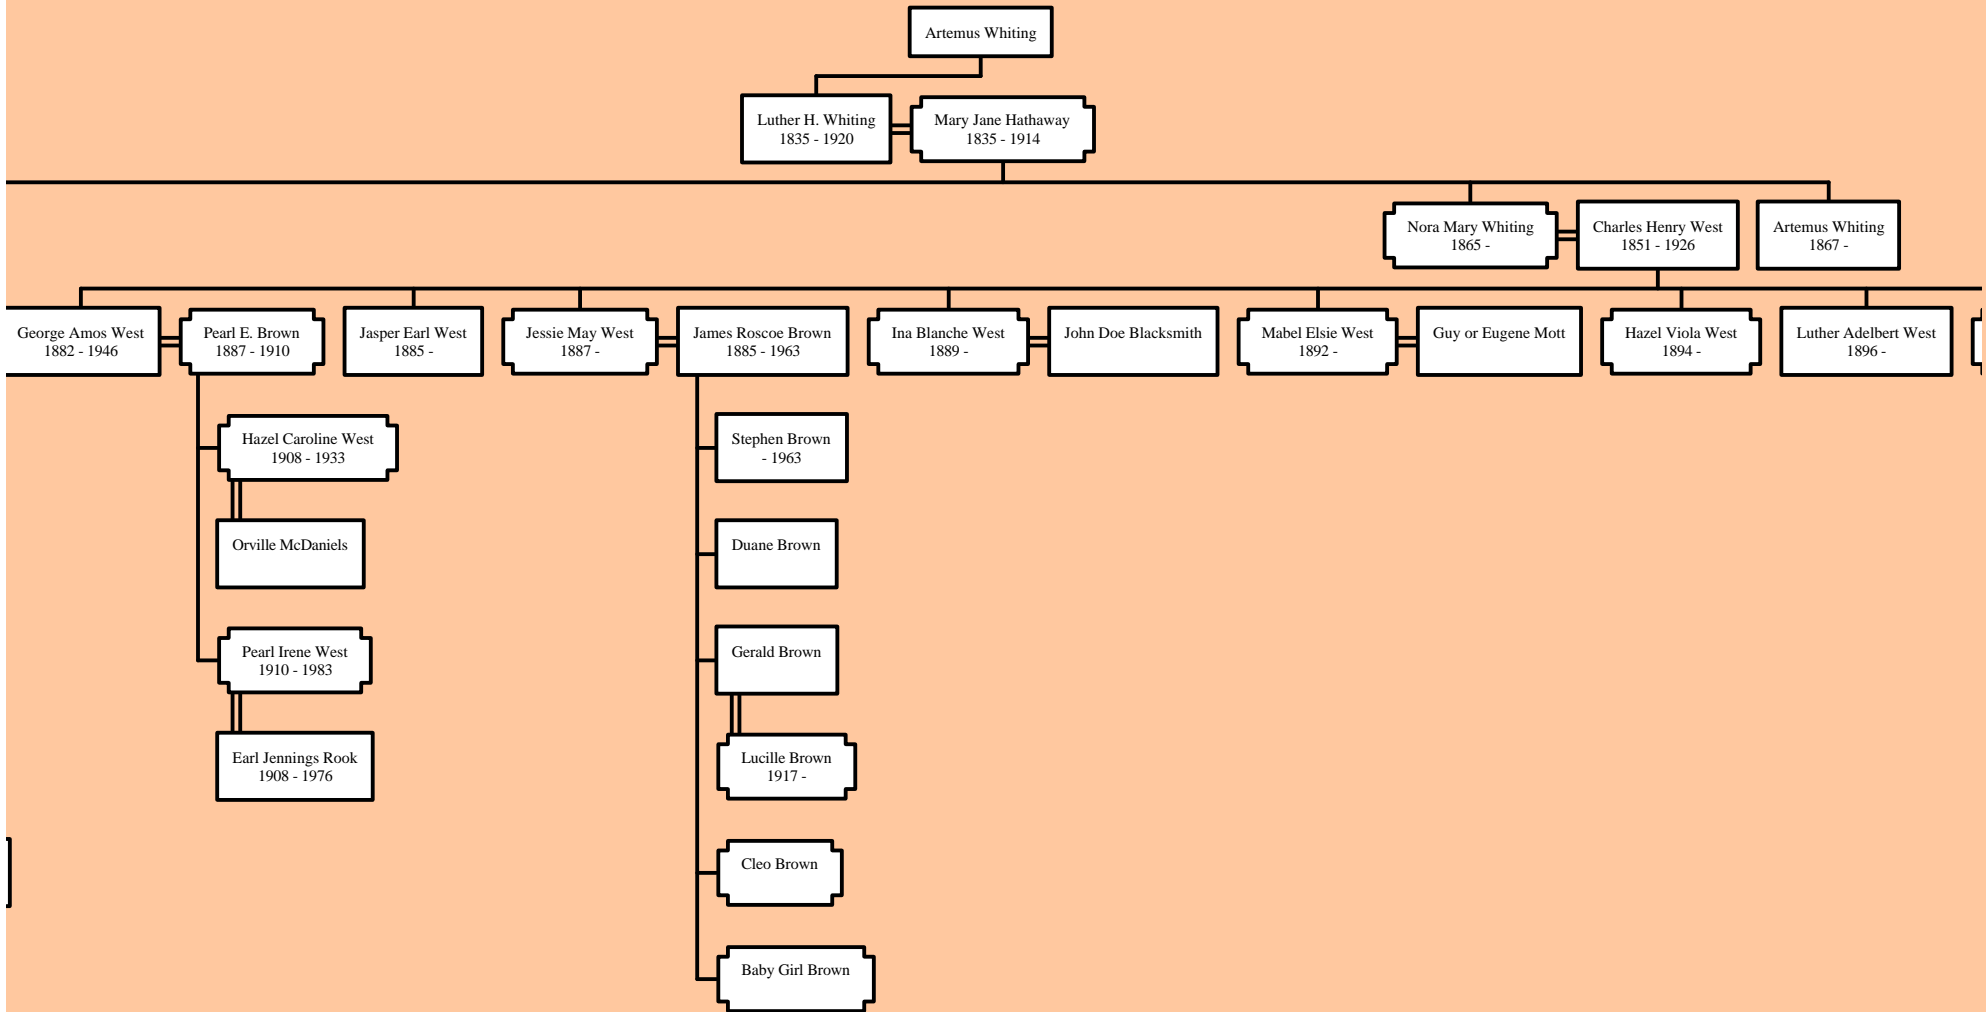 Artemus Whiting
Luther H. Whiting
1835 - 1920
Mary Jane Hathaway
1835 - 1914
Nora Mary Whiting
1865 -
Charles Henry West
1851 - 1926
Artemus Whiting
1867 -
George Amos West
1882 - 1946
Pearl E. Brown
1887 - 1910
Jasper Earl West
1885 -
Jessie May West
1887 -
James Roscoe Brown
1885 - 1963
Ina Blanche West
1889 -
John Doe Blacksmith
Mabel Elsie West
1892 -
Guy or Eugene Mott
Hazel Viola West
1894 -
Luther Adelbert West
1896 -
Hazel Caroline West
1908 - 1933
Stephen Brown
- 1963
Orville McDaniels
Duane Brown
Pearl Irene West
1910 - 1983
Gerald Brown
Earl Jennings Rook
1908 - 1976
Lucille Brown
1917 -
Cleo Brown
Baby Girl Brown